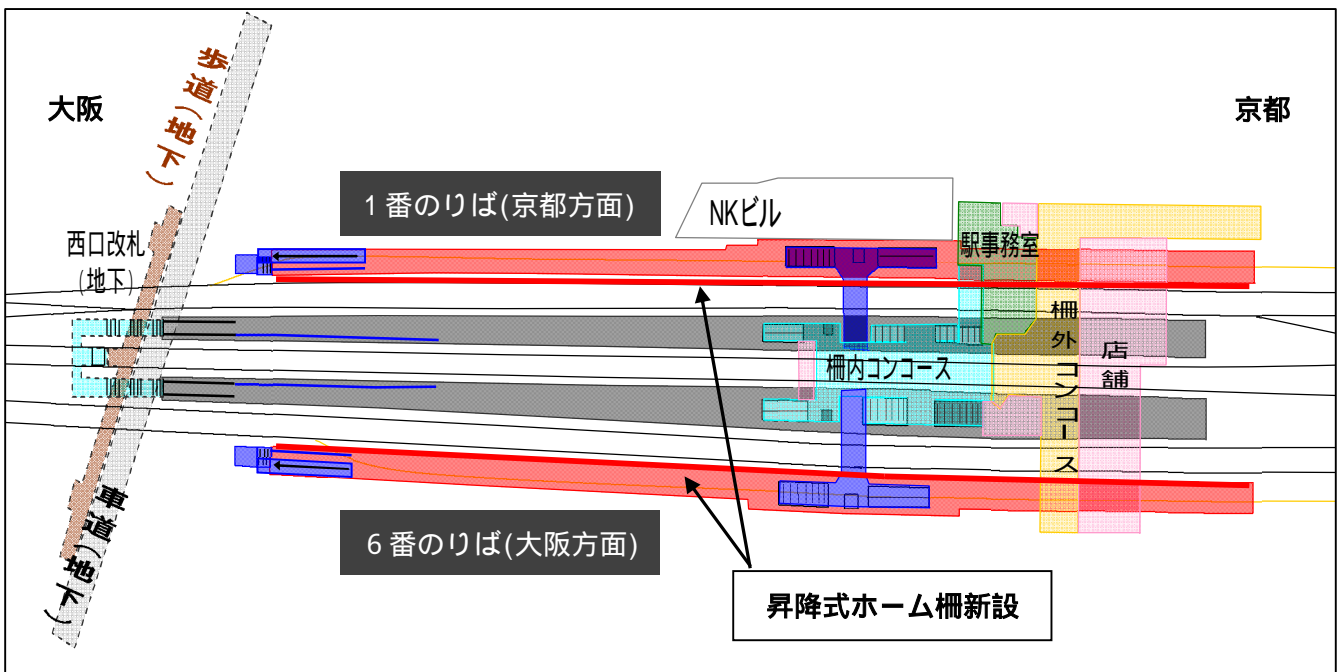 歩道(地下)
大阪
京都
1番のりば(京都方面)
NKビル
西口改札
(地下)
駅事務室
柵外コンコース
店舗
柵内コンコース
車道(地下)
6番のりば(大阪方面)
昇降式ホーム柵新設